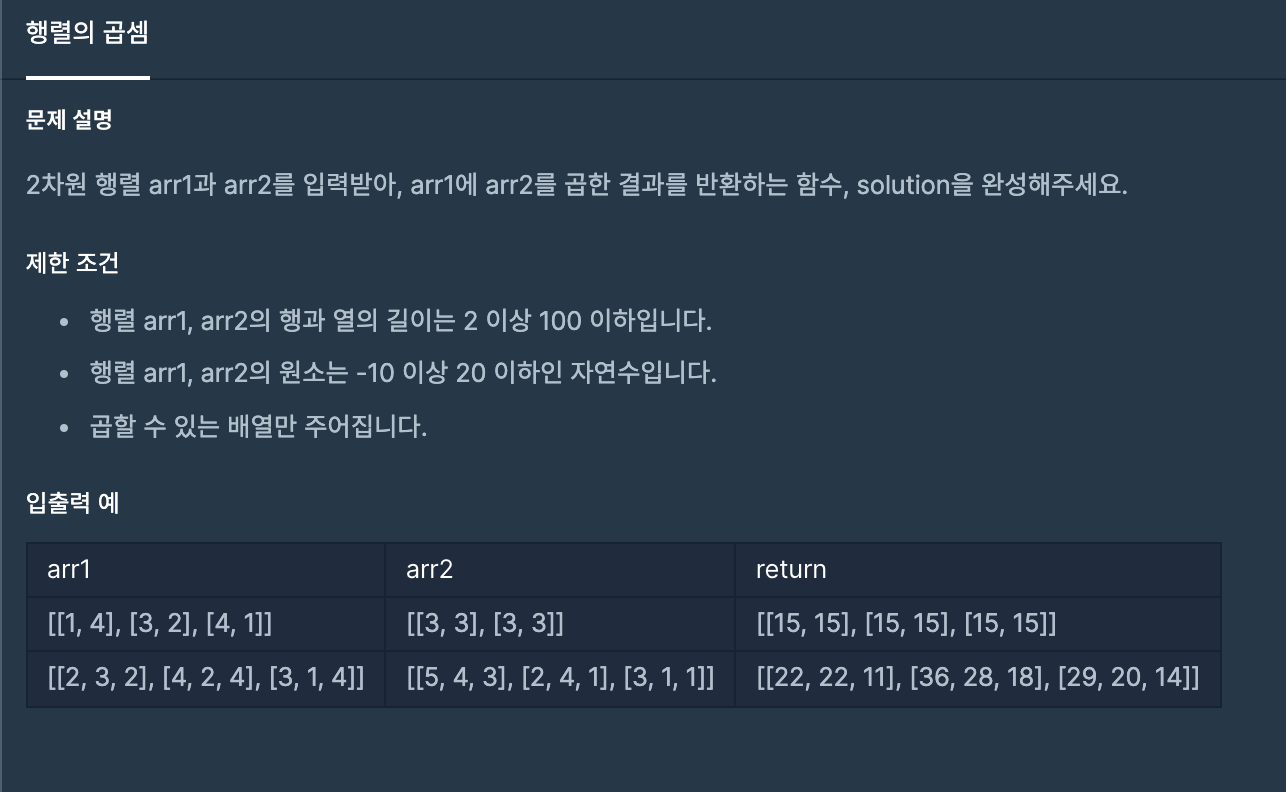 행렬의 곱셈
문제 설명
2차원 행렬 arr1과 arr2를 입력받아, arr1에 arr2를 곱한 결과를 반환하는 함수, solution을 완성해주세요.
제한 조건
• 행렬 arr1, arr2의 행과 열의 길이는 2 이상 100 이하입니다.
• 행렬 arr1, arr2의 원소는 -10 이상 20 이하인 자연수입니다.
• 곱할 수 있는 배열만 주어집니다.
입출력 예
arr1 arr2 return
[[1, 4], [3, 2], [4, 1]] [[3, 3], [3, 3]] [[15, 15], [15, 15], [15, 15]]
[[2, 3, 2], [4, 2, 4], [3, 1, 4]] [[5, 4, 3], [2, 4, 1], [3, 1, 1]] [[22, 22, 11], [36, 28, 18], [29, 20, 14]]